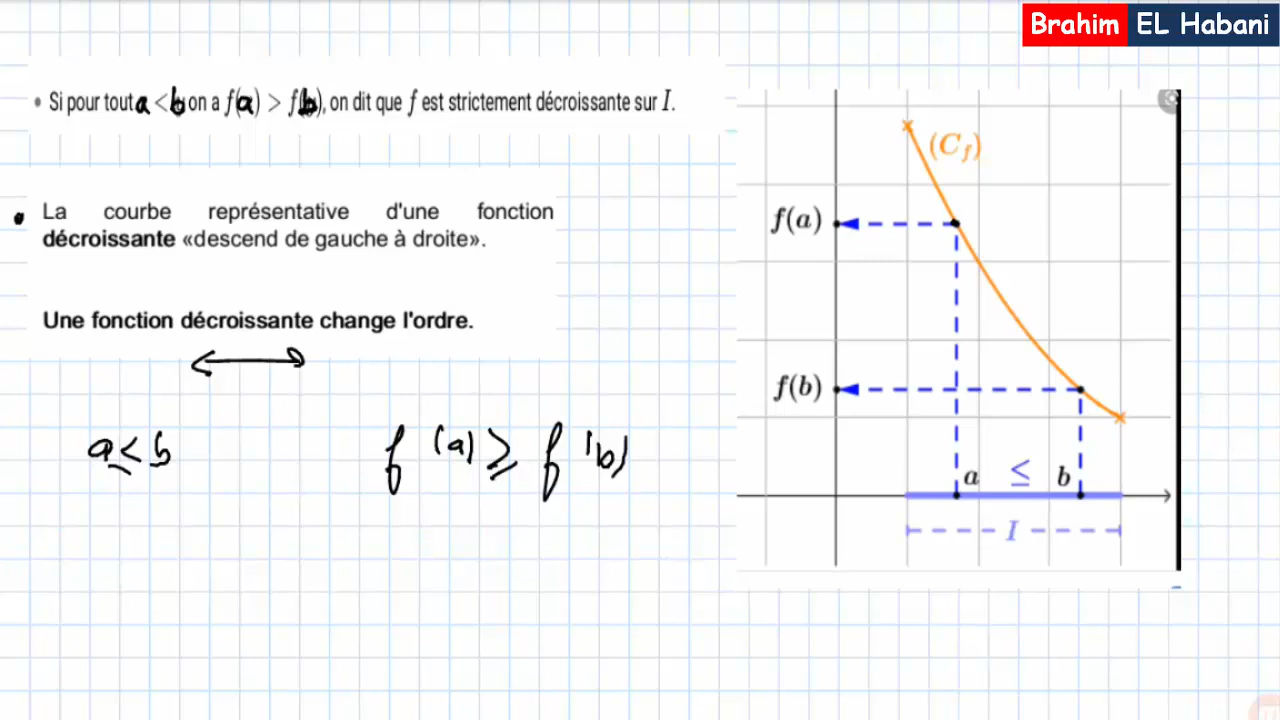 Brahim EL Habani
• Si pour tout a < b on a f(a) > f(b), on dit que f est strictement décroissante sur I.
• La courbe représentative d'une fonction
décroissante «descend de gauche à droite».
Une fonction décroissante change l'ordre.
a ≤ b f(a) ≥ f(b)
(Cf)
f(a)
f(b)
a ≤ b
I